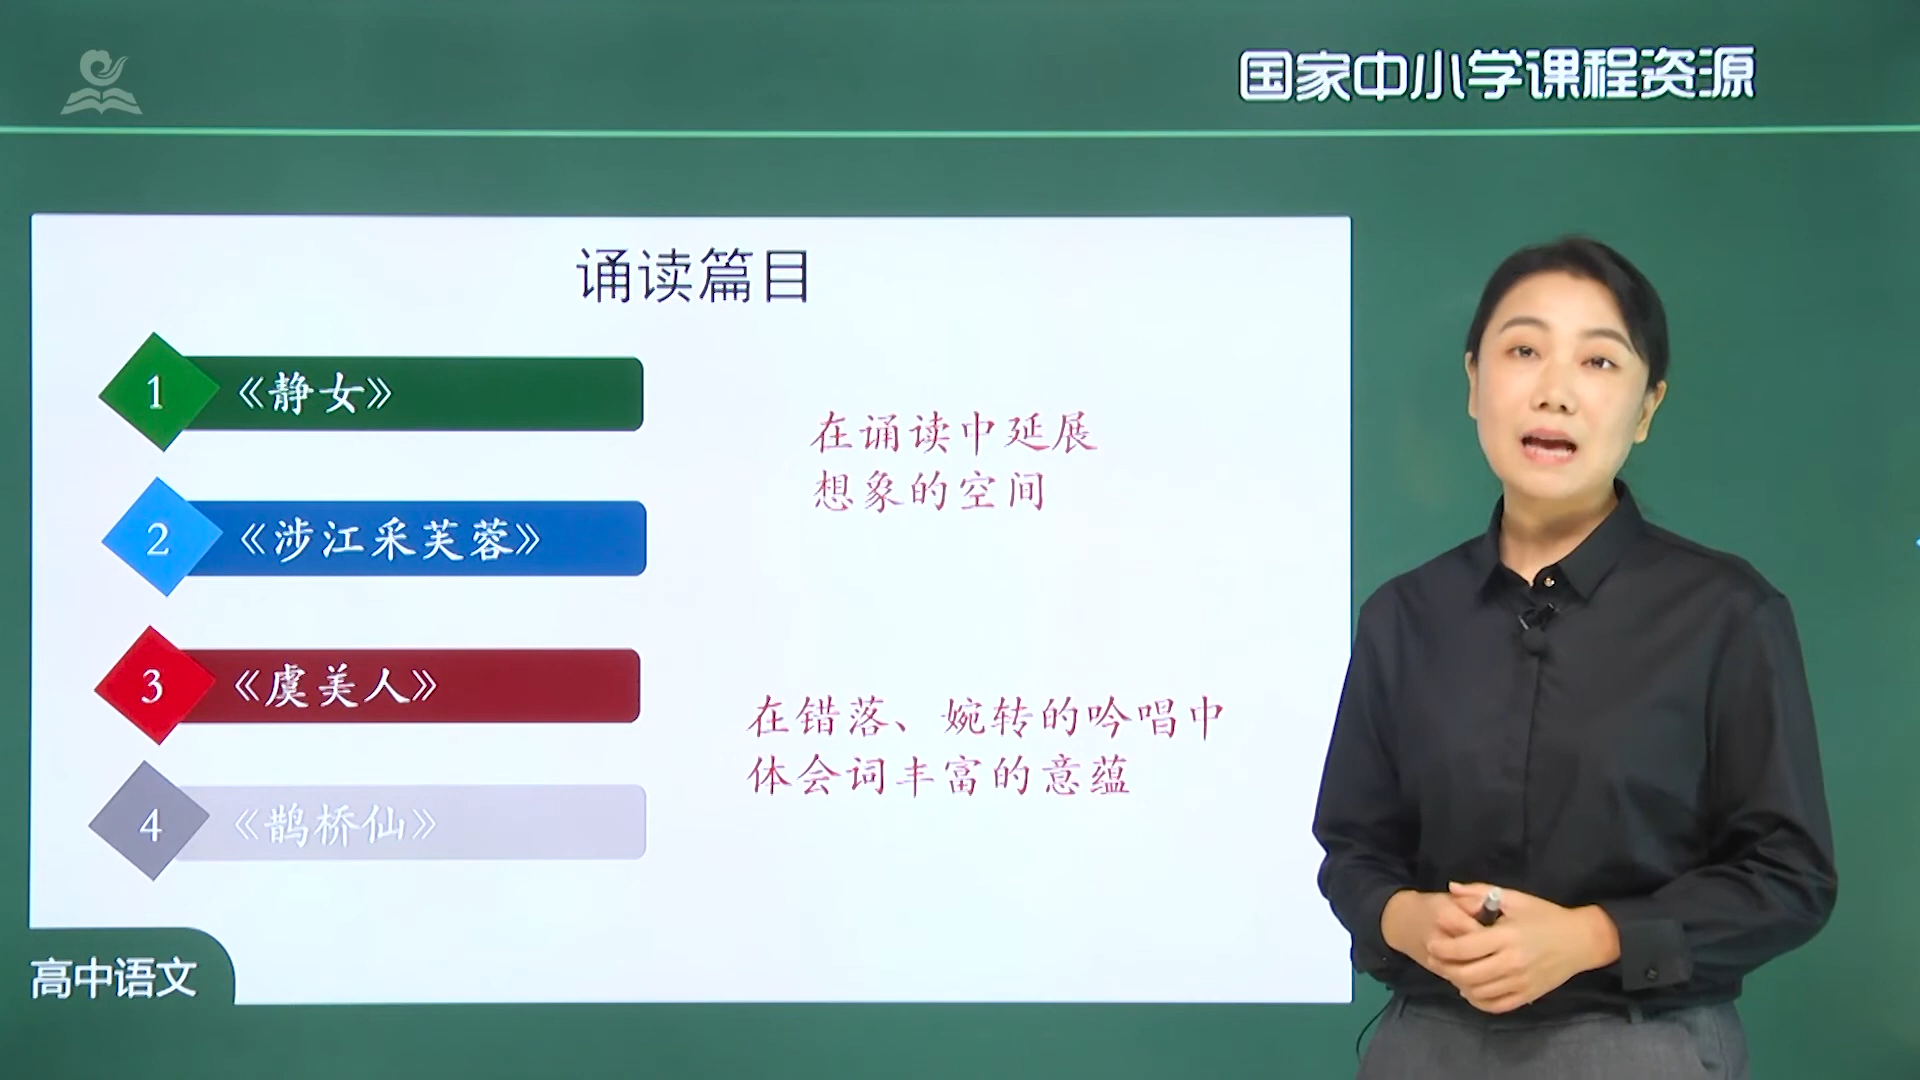 国家中小学课程资源
诵读篇目
1 《静女》
2 《涉江采芙蓉》
在诵读中延展
想象的空间
3 《虞美人》
4 《鹊桥仙》
在错落、婉转的吟唱中
体会词丰富的意蕴
高中语文